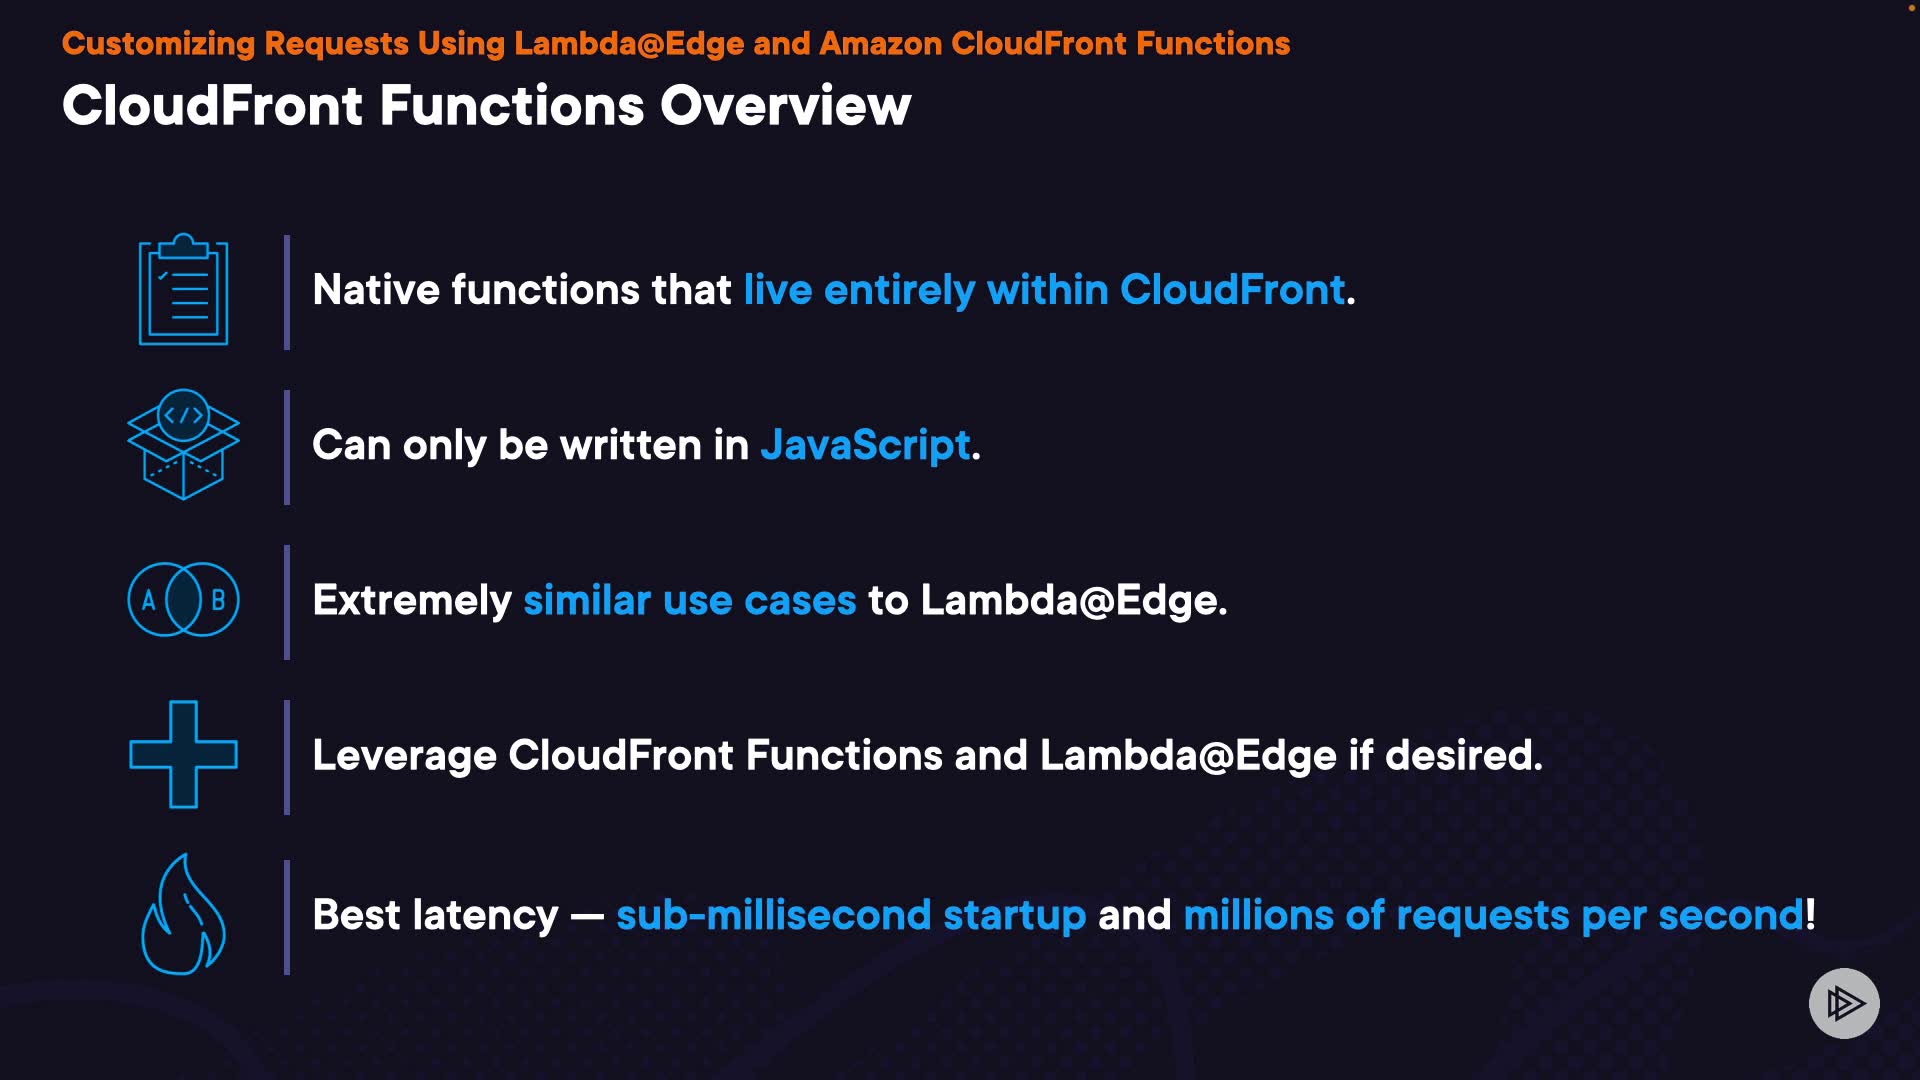 Customizing Requests Using Lambda@Edge and Amazon CloudFront Functions
CloudFront Functions Overview
Native functions that live entirely within CloudFront.
</>
Can only be written in JavaScript.
A B
Extremely similar use cases to Lambda@Edge.
Leverage CloudFront Functions and Lambda@Edge if desired.
Best latency — sub-millisecond startup and millions of requests per second!